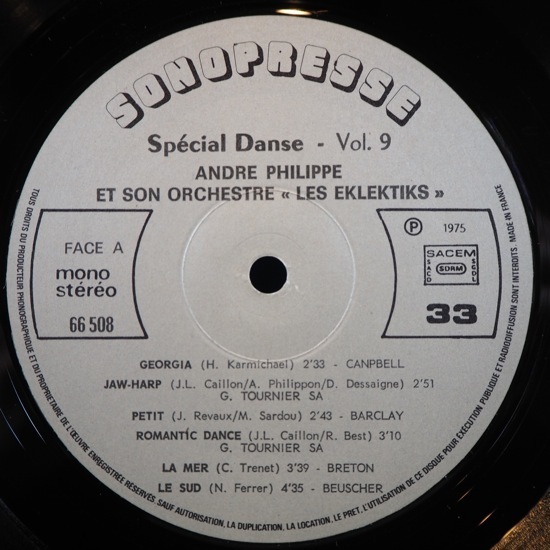 SONOPRESSE
Spécial Danse - Vol. 9
ANDRE PHILIPPE
ET SON ORCHESTRE « LES EKLEKTIKS »
FACE A
mono
stéréo
66 508
℗ 1975
SACEM
SACD SDRM SGDL
33
GEORGIA (H. Karmichael) 2'33 - CANPBELL
JAW-HARP (J.L. Caillon/A. Philippon/D. Dessaigne) 2'51
G. TOURNIER SA
PETIT (J. Revaux/M. Sardou) 2'43 - BARCLAY
ROMANTIC DANCE (J.L. Caillon/R. Best) 3'10
G. TOURNIER SA
LA MER (C. Trenet) 3'39 - BRETON
LE SUD (N. Ferrer) 4'35 - BEUSCHER
TOUS DROITS DU PRODUCTEUR PHONOGRAPHIQUE ET DU PROPRIETAIRE DE L'ŒUVRE ENREGISTREE RESERVES. SAUF AUTORISATION, LA DUPLICATION, LA LOCATION, LE PRET, L'UTILISATION DE CE DISQUE POUR EXECUTION PUBLIQUE ET RADIODIFFUSION SONT INTERDITS. MADE IN FRANCE